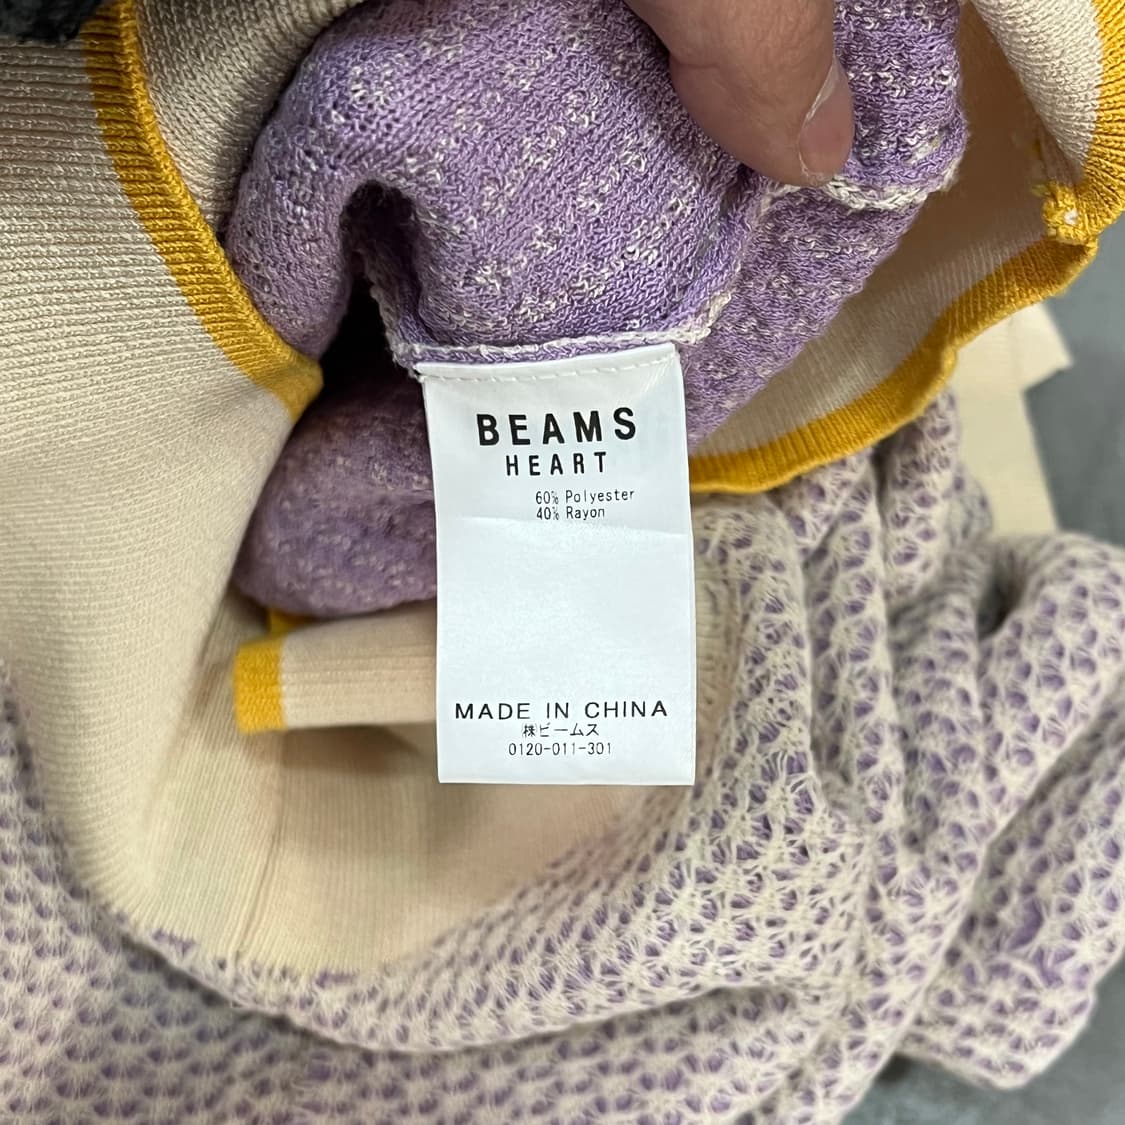 BEAMS
HEART
60% Polyester
40% Rayon
MADE IN CHINA
㈱ビームス
0120-011-301